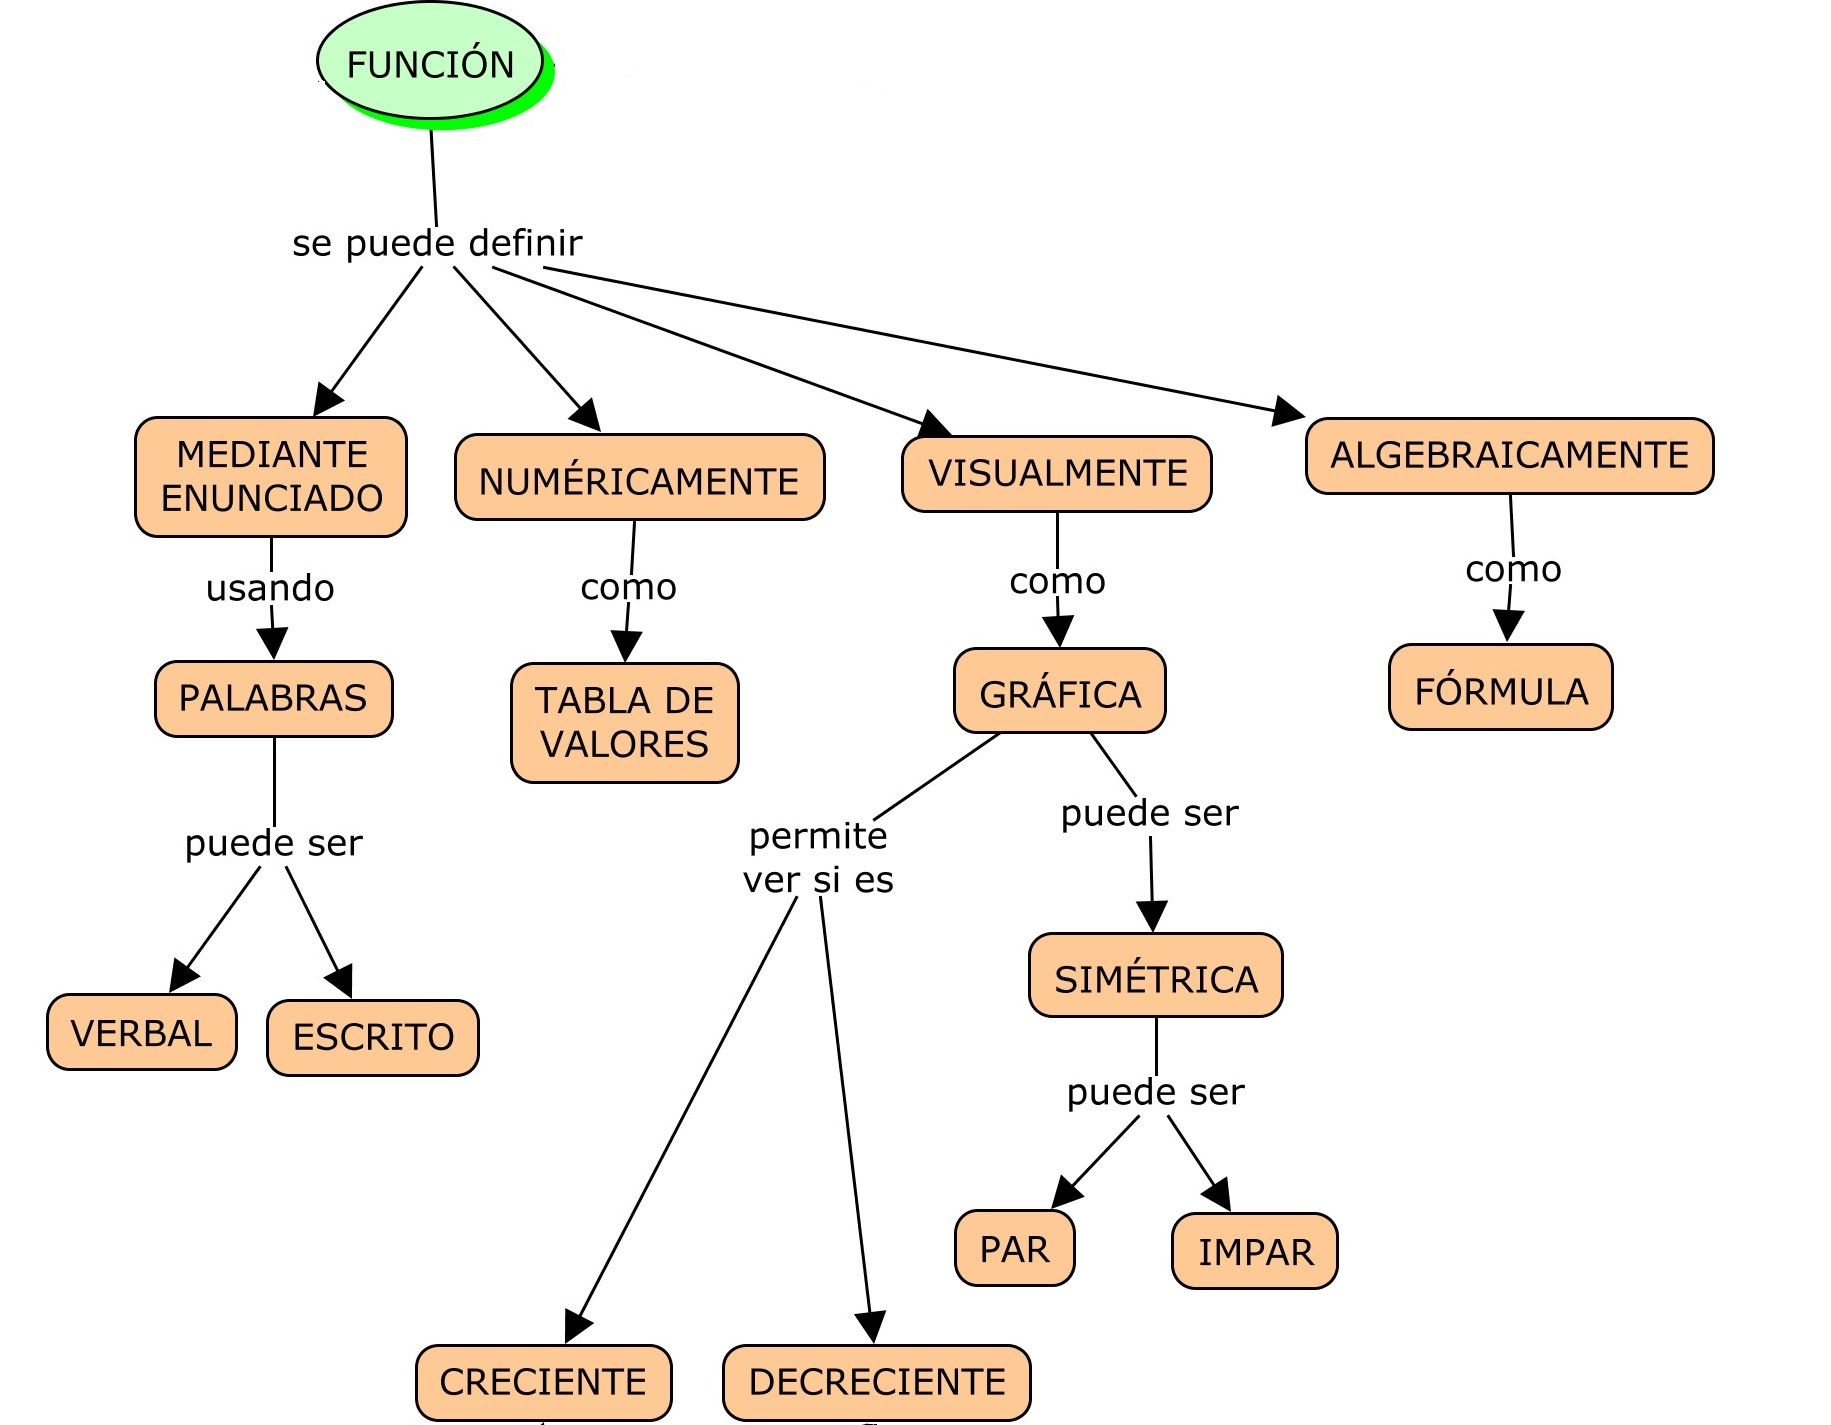 FUNCIÓN
se puede definir
MEDIANTE
ENUNCIADO
NUMÉRICAMENTE
VISUALMENTE
ALGEBRAICAMENTE
usando
como
como
como
PALABRAS
TABLA DE
VALORES
GRÁFICA
FÓRMULA
puede ser
permite
ver si es
puede ser
VERBAL
ESCRITO
SIMÉTRICA
puede ser
PAR
IMPAR
CRECIENTE
DECRECIENTE